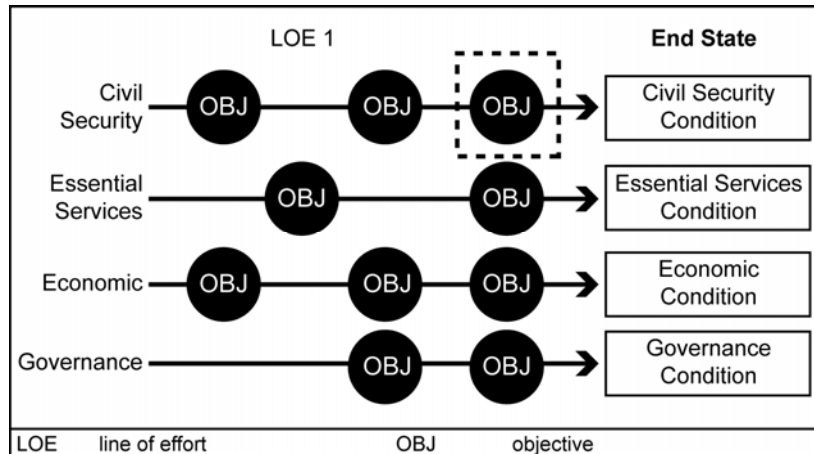 LOE 1 End State
Civil
Security
OBJ OBJ OBJ
Civil Security
Condition
Essential
Services
OBJ OBJ
Essential Services
Condition
Economic
OBJ OBJ OBJ
Economic
Condition
Governance
OBJ OBJ
Governance
Condition
LOE line of effort OBJ objective